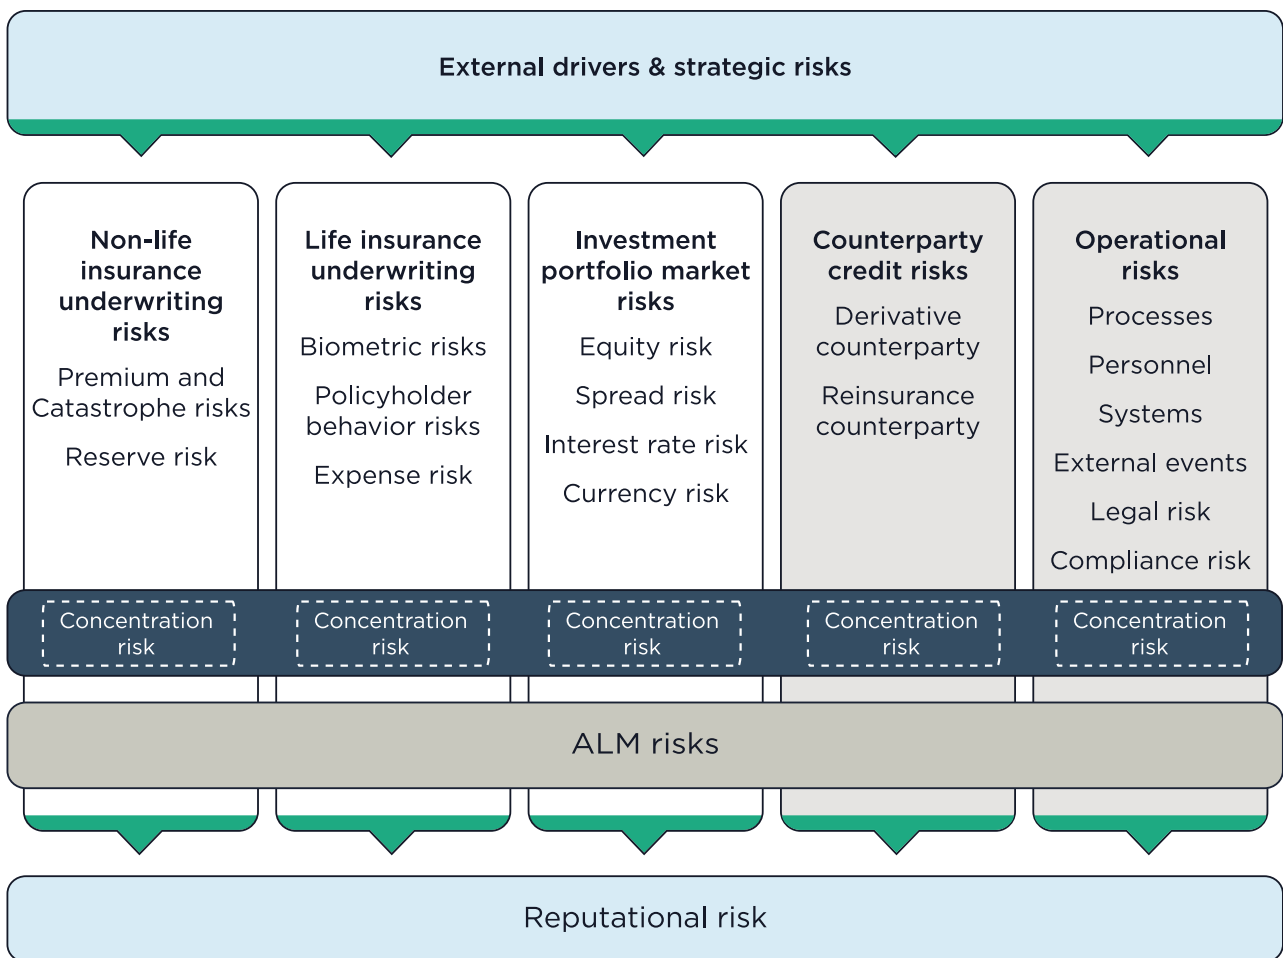 External drivers & strategic risks
Non-life
insurance
underwriting
risks
Premium and
Catastrophe risks
Reserve risk
Life insurance
underwriting
risks
Biometric risks
Policyholder
behavior risks
Expense risk
Investment
portfolio market
risks
Equity risk
Spread risk
Interest rate risk
Currency risk
Counterparty
credit risks
Derivative
counterparty
Reinsurance
counterparty
Operational
risks
Processes
Personnel
Systems
External events
Legal risk
Compliance risk
Concentration
risk
Concentration
risk
Concentration
risk
Concentration
risk
Concentration
risk
ALM risks
Reputational risk